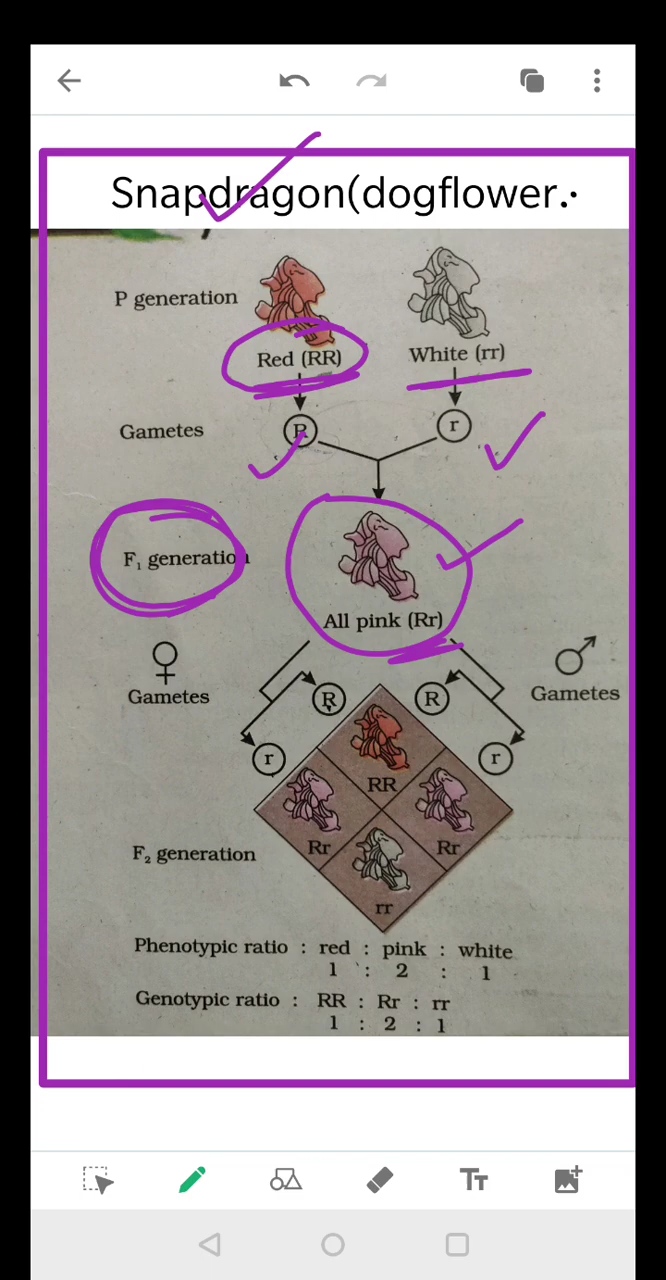 Snapdragon(dogflower..
P generation
Red (RR)
White (rr)
Gametes
R
r
F₁ generation
All pink (Rr)
♀
Gametes
♂
Gametes
R
R
r
r
RR
Rr
Rr
rr
F₂ generation
Phenotypic ratio : red : pink : white
1 : 2 : 1
Genotypic ratio : RR : Rr : rr
1 : 2 : 1
Tт